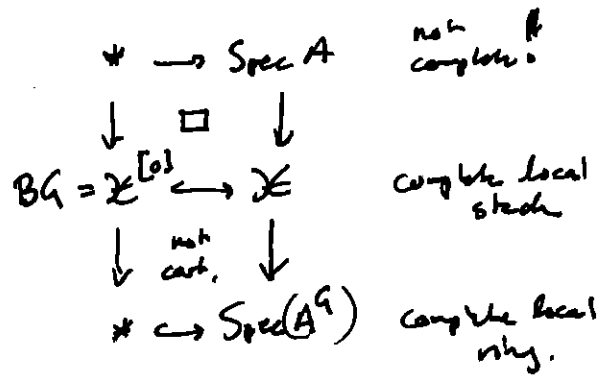 * → Spec A not complete!
↓ □ ↓
BG = 𝒳^[0] ↪ 𝒳 complete local stack
↓ not cart. ↓
* ↪ Spec(A^G) complete local ring.